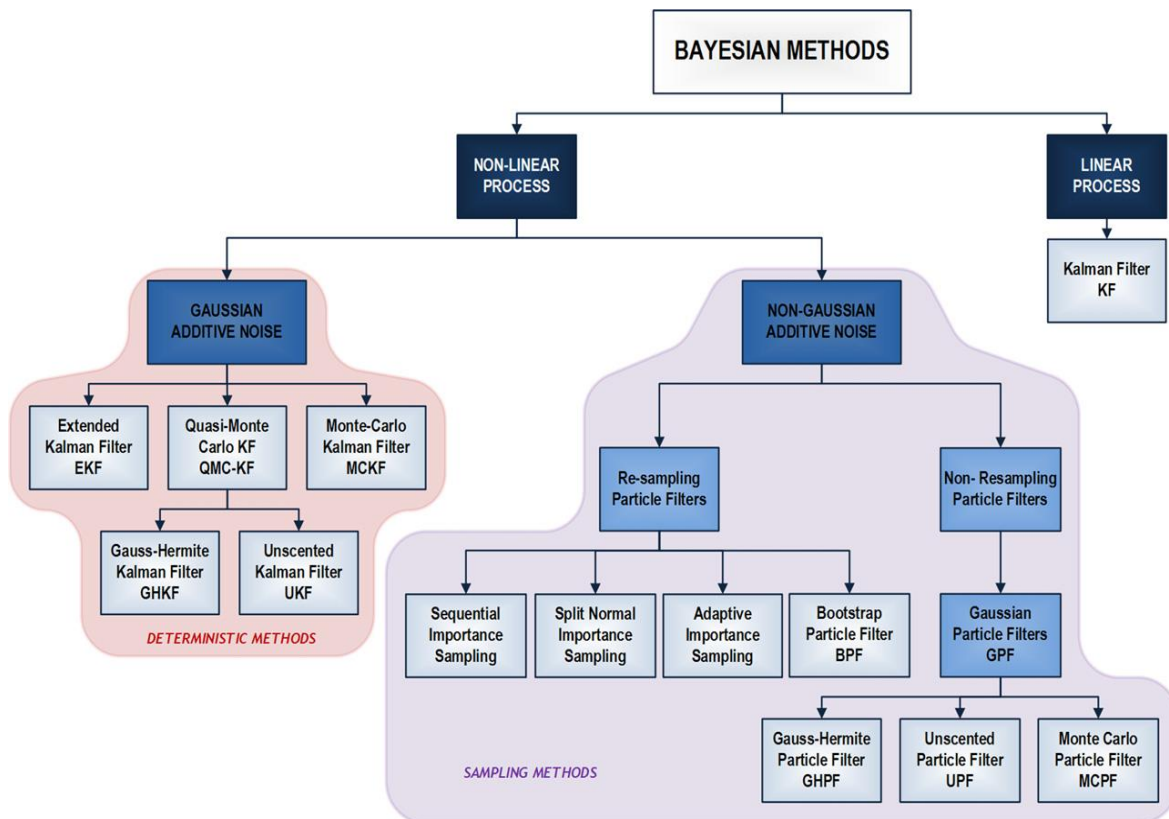 BAYESIAN METHODS
NON-LINEAR
PROCESS
LINEAR
PROCESS
Kalman Filter
KF
GAUSSIAN
ADDITIVE NOISE
NON-GAUSSIAN
ADDITIVE NOISE
Extended
Kalman Filter
EKF
Quasi-Monte
Carlo KF
QMC-KF
Monte-Carlo
Kalman Filter
MCKF
Re-sampling
Particle Filters
Non- Resampling
Particle Filters
Gauss-Hermite
Kalman Filter
GHKF
Unscented
Kalman Filter
UKF
DETERMINISTIC METHODS
Sequential
Importance
Sampling
Split Normal
Importance
Sampling
Adaptive
Importance
Sampling
Bootstrap
Particle Filter
BPF
Gaussian
Particle Filters
GPF
Gauss-Hermite
Particle Filter
GHPF
Unscented
Particle Filter
UPF
Monte Carlo
Particle Filter
MCPF
SAMPLING METHODS